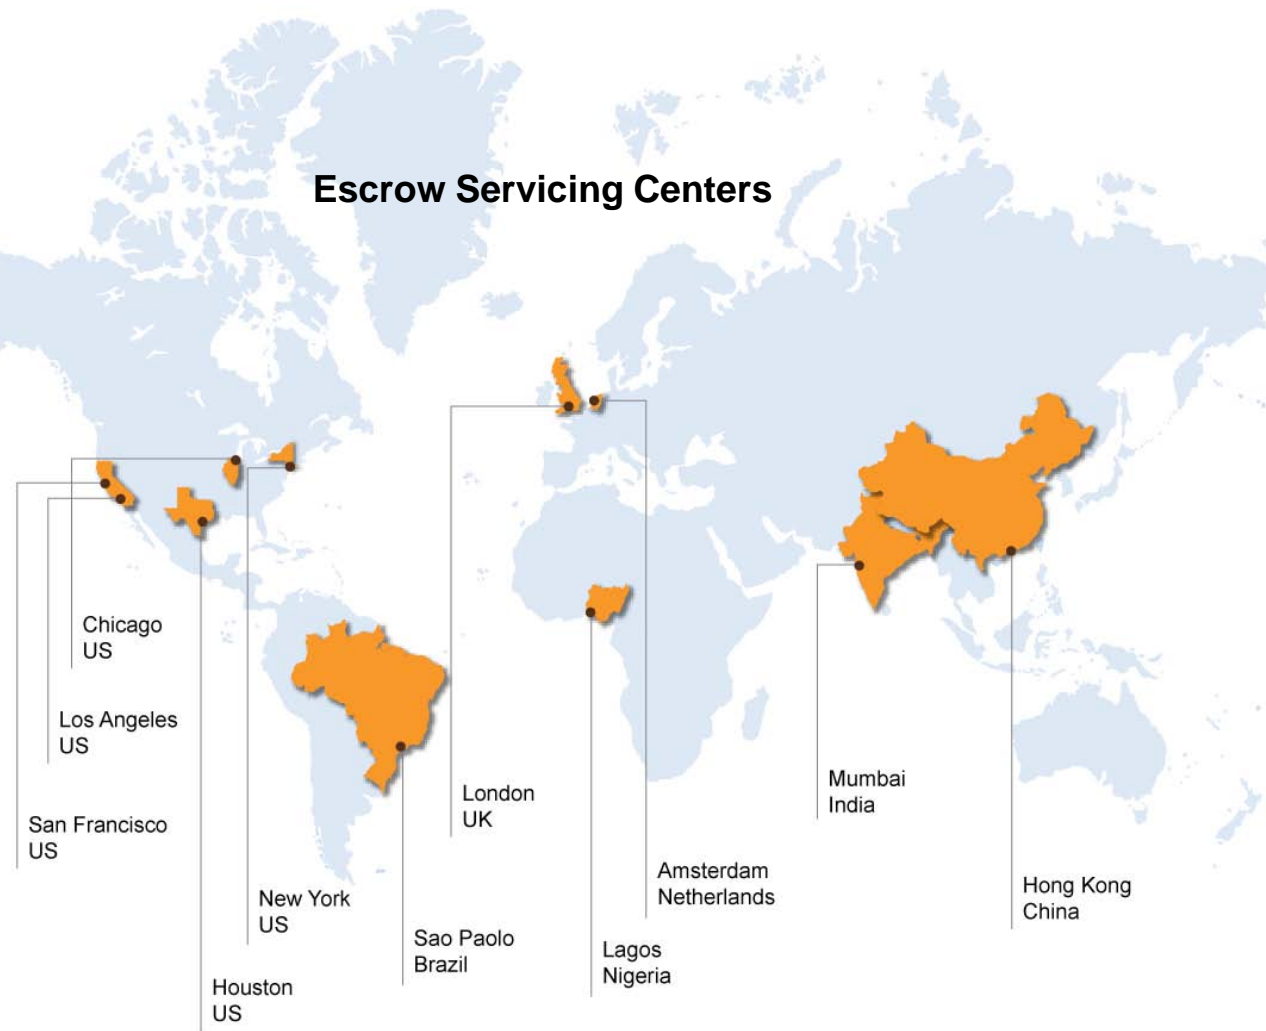 Escrow Servicing Centers
Chicago
US
Los Angeles
US
San Francisco
US
New York
US
Houston
US
Sao Paolo
Brazil
London
UK
Amsterdam
Netherlands
Lagos
Nigeria
Mumbai
India
Hong Kong
China